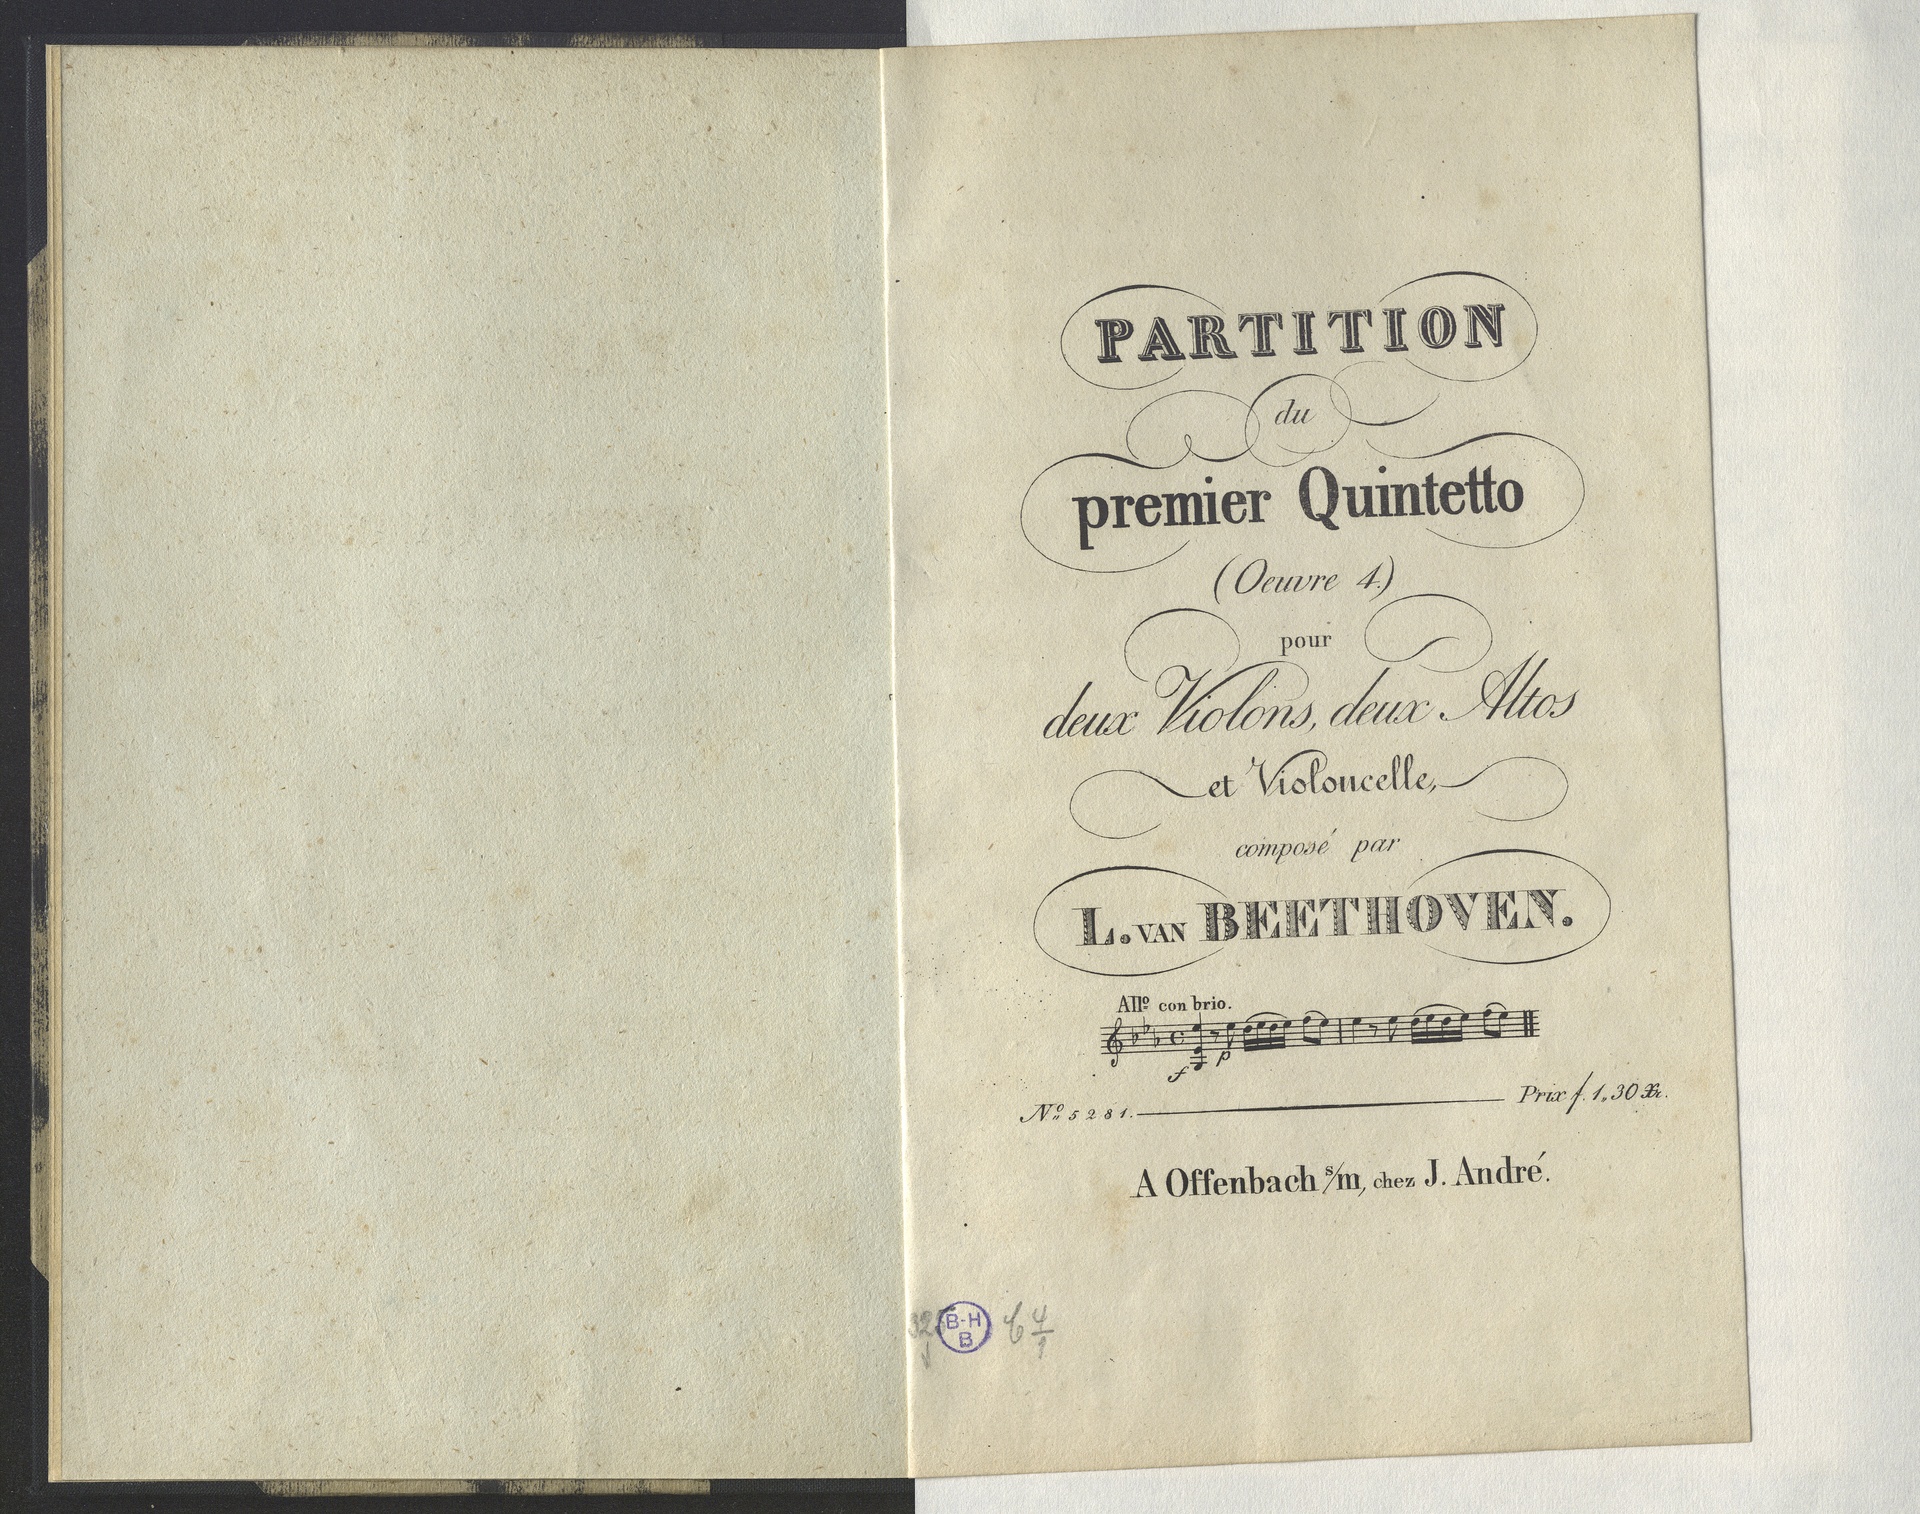 PARTITION
du
premier Quintetto
(Oeuvre 4.)
pour
deux Violons, deux Altos
et Violoncelle,
composé par
L. VAN BEETHOVEN.
Allº con brio.
f p
Nº 5281. Prix f. 1,,30 Xr.
A Offenbach s/m, chez J. André.
B-H
B